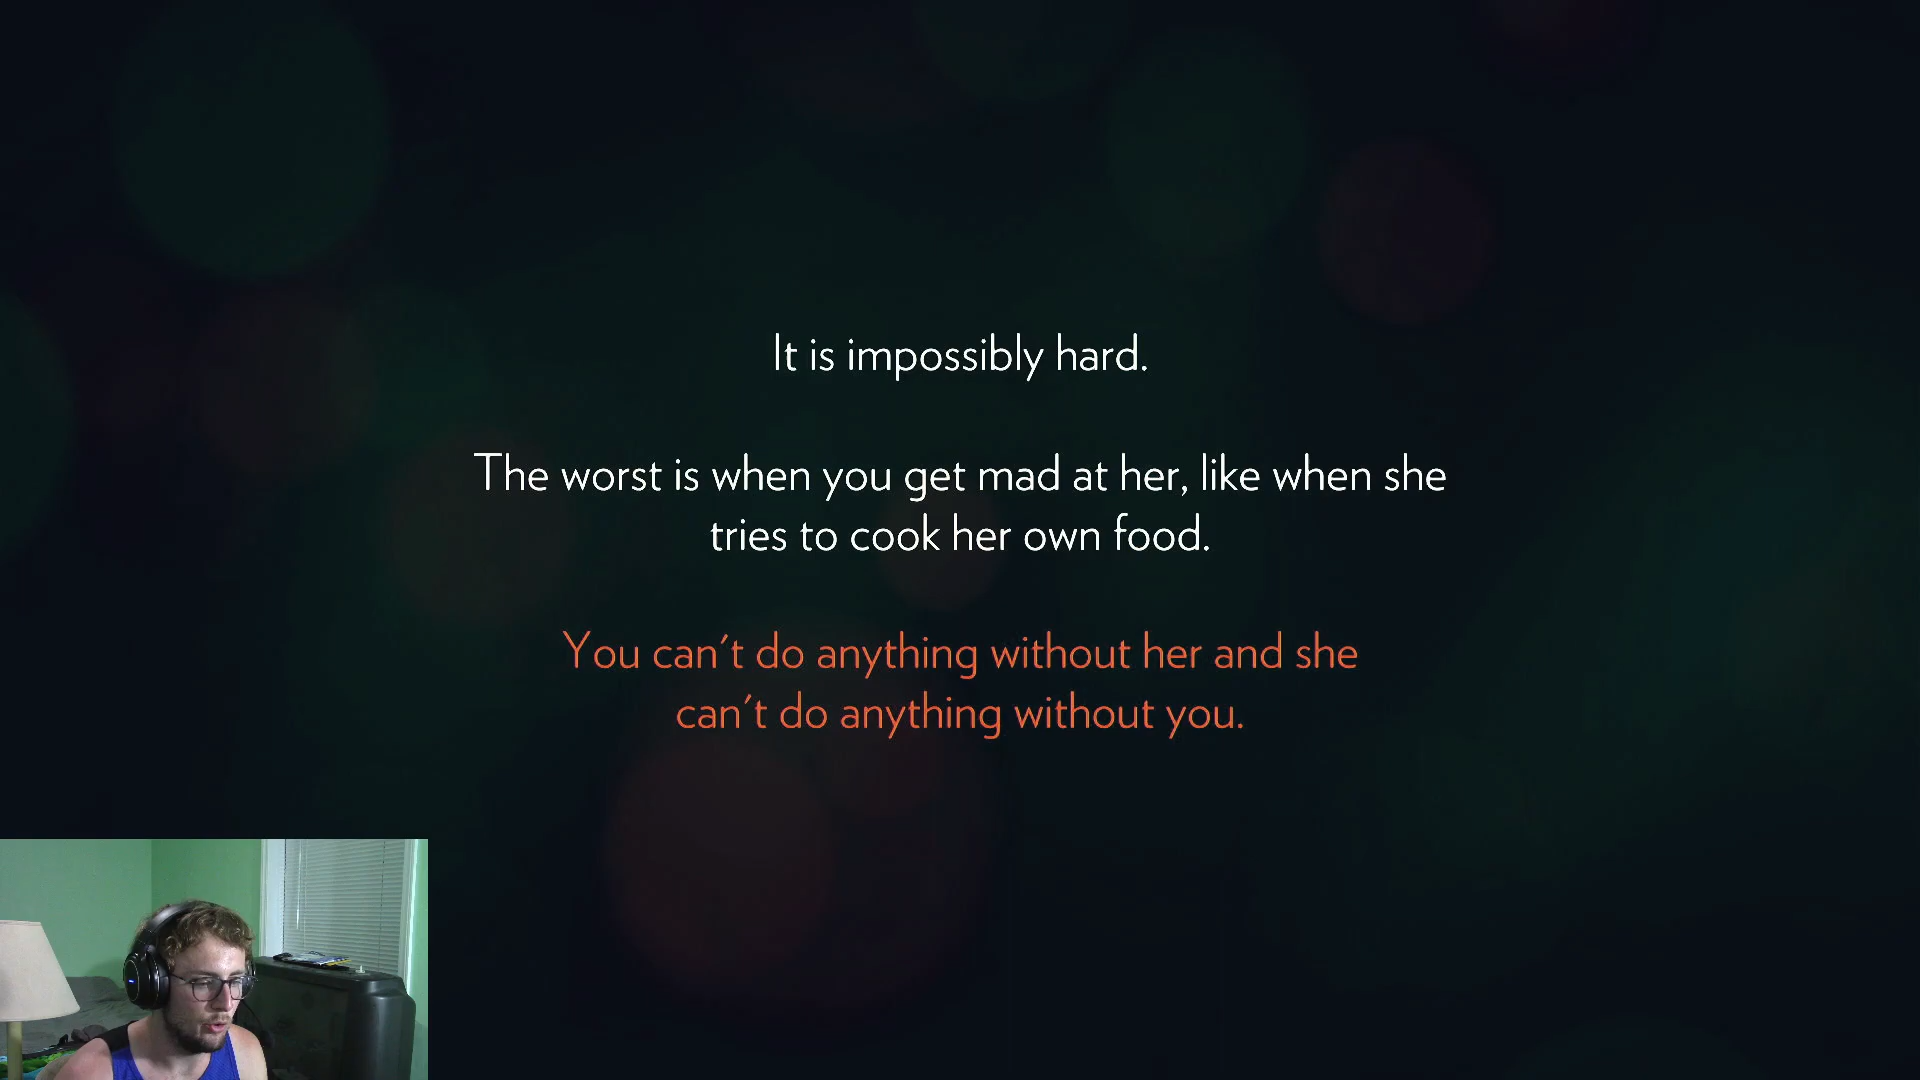 It is impossibly hard.
The worst is when you get mad at her, like when she
tries to cook her own food.
You can't do anything without her and she
can't do anything without you.